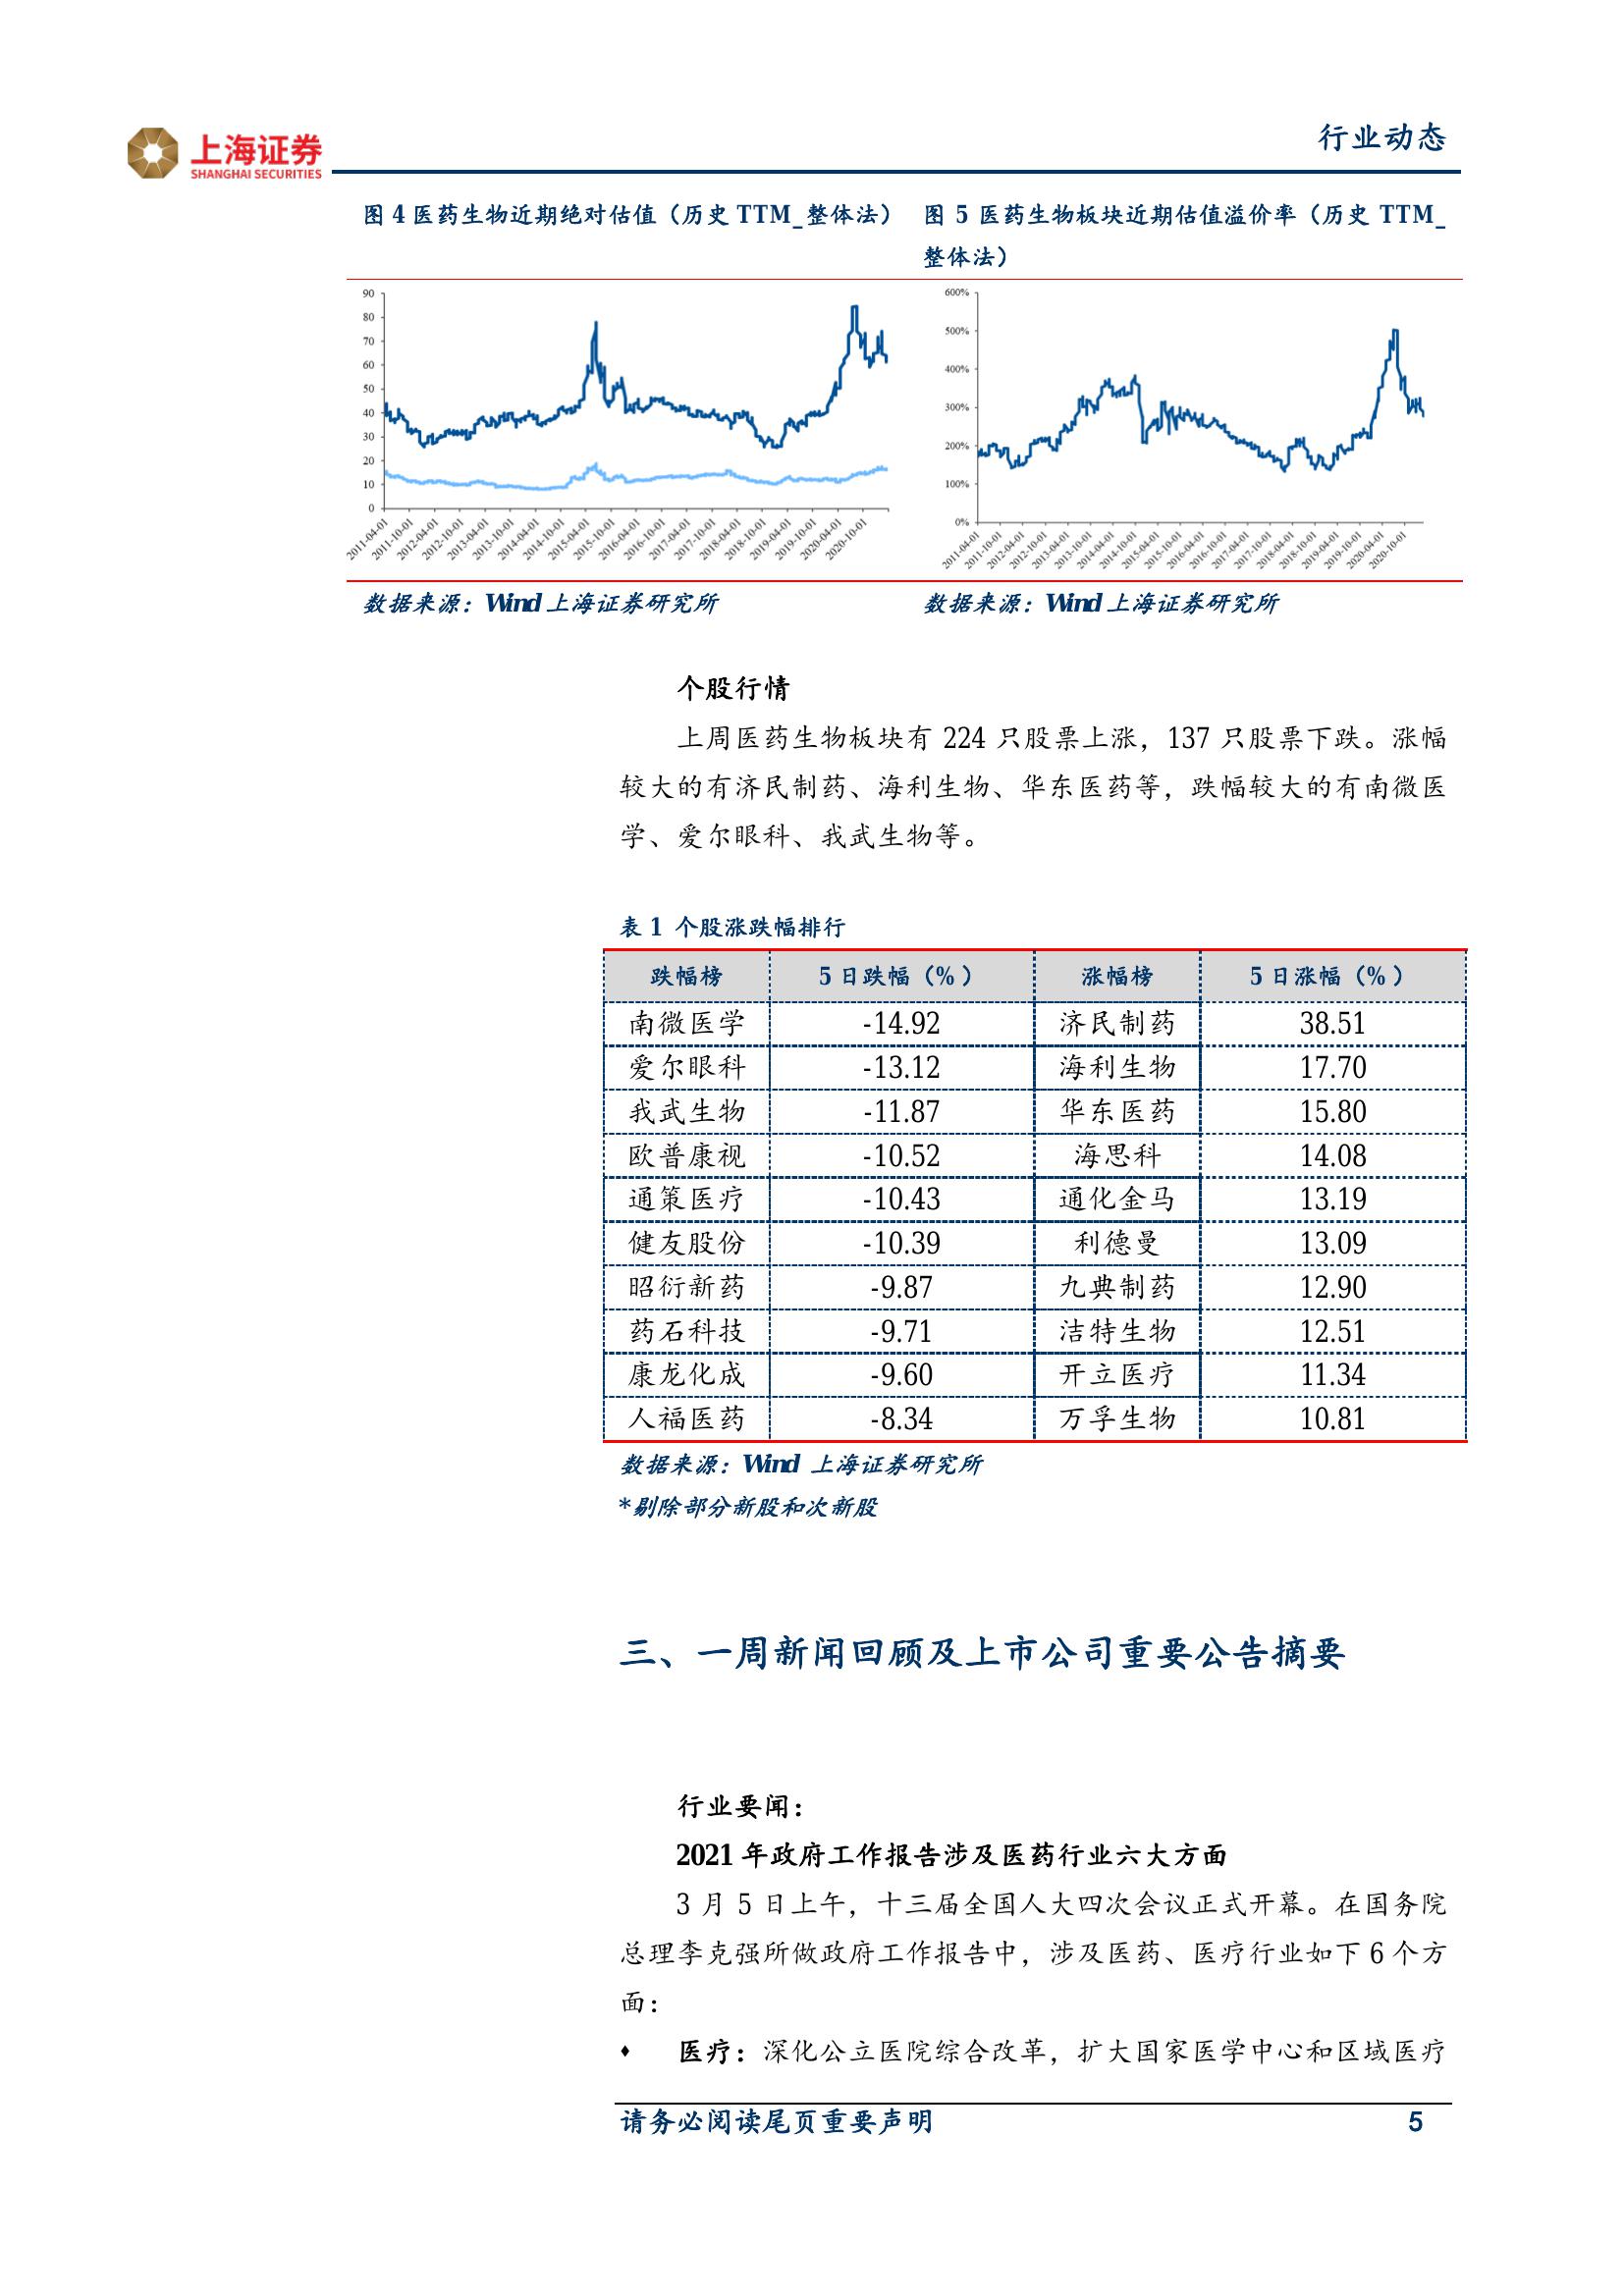 上海证券
SHANGHAI SECURITIES
行业动态
图 4 医药生物近期绝对估值（历史 TTM_整体法）
图 5 医药生物板块近期估值溢价率（历史 TTM_
整体法）
90
80
70
60
50
40
30
20
10
0
2011-04-01
2011-10-01
2012-04-01
2012-10-01
2013-04-01
2013-10-01
2014-04-01
2014-10-01
2015-04-01
2015-10-01
2016-04-01
2016-10-01
2017-04-01
2017-10-01
2018-04-01
2018-10-01
2019-04-01
2019-10-01
2020-04-01
2020-10-01
600%
500%
400%
300%
200%
100%
0%
2011-04-01
2011-10-01
2012-04-01
2012-10-01
2013-04-01
2013-10-01
2014-04-01
2014-10-01
2015-04-01
2015-10-01
2016-04-01
2016-10-01
2017-04-01
2017-10-01
2018-04-01
2018-10-01
2019-04-01
2019-10-01
2020-04-01
2020-10-01
数据来源：Wind 上海证券研究所
数据来源：Wind 上海证券研究所
个股行情
上周医药生物板块有 224 只股票上涨，137 只股票下跌。涨幅
较大的有济民制药、海利生物、华东医药等，跌幅较大的有南微医
学、爱尔眼科、我武生物等。
表 1 个股涨跌幅排行
跌幅榜 5 日跌幅（%） 涨幅榜 5 日涨幅（%）
南微医学 -14.92 济民制药 38.51
爱尔眼科 -13.12 海利生物 17.70
我武生物 -11.87 华东医药 15.80
欧普康视 -10.52 海思科 14.08
通策医疗 -10.43 通化金马 13.19
健友股份 -10.39 利德曼 13.09
昭衍新药 -9.87 九典制药 12.90
药石科技 -9.71 洁特生物 12.51
康龙化成 -9.60 开立医疗 11.34
人福医药 -8.34 万孚生物 10.81
数据来源：Wind 上海证券研究所
*剔除部分新股和次新股
三、一周新闻回顾及上市公司重要公告摘要
行业要闻：
2021 年政府工作报告涉及医药行业六大方面
3 月 5 日上午，十三届全国人大四次会议正式开幕。在国务院
总理李克强所做政府工作报告中，涉及医药、医疗行业如下 6 个方
面：
♦ 医疗：深化公立医院综合改革，扩大国家医学中心和区域医疗
请务必阅读尾页重要声明 5